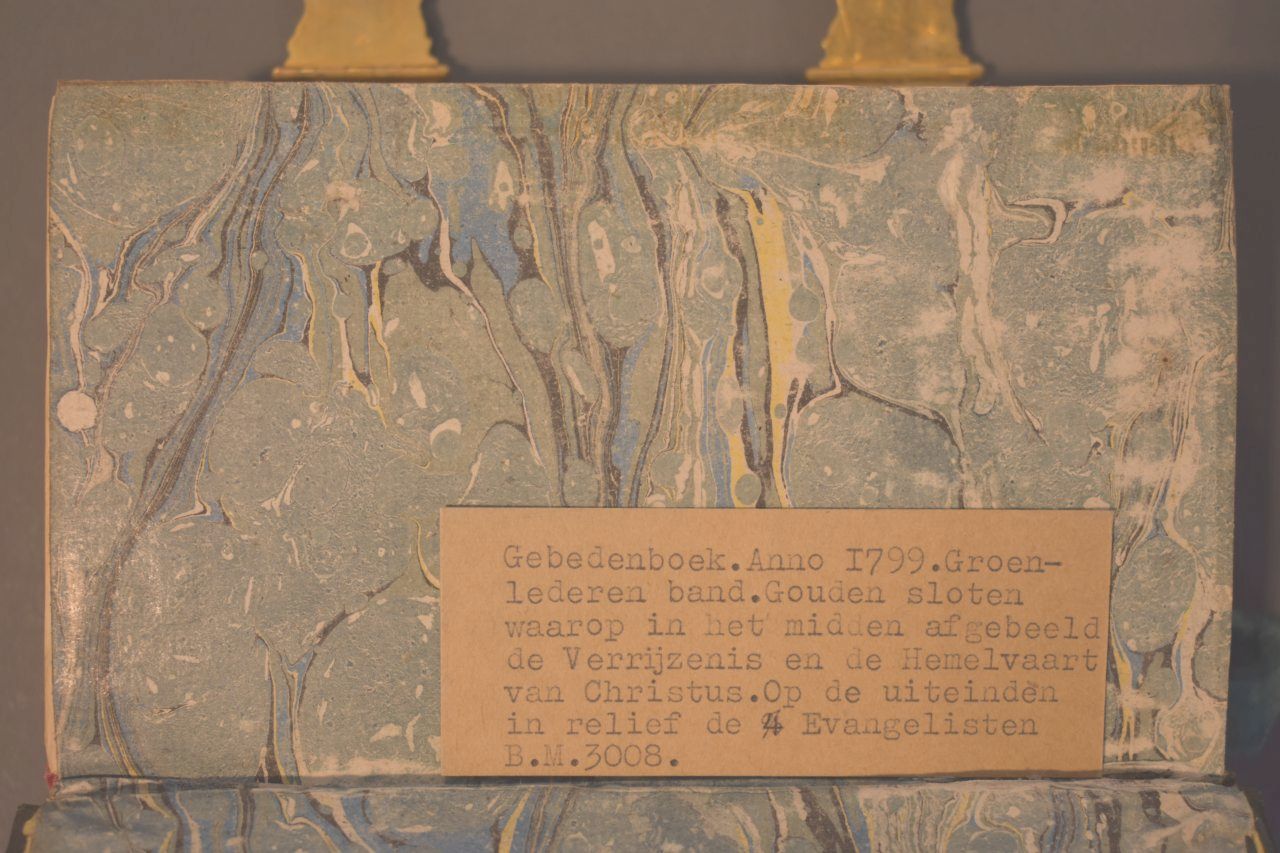 Gebedenboek.Anno I799.Groen-
lederen band.Gouden sloten
waarop in het midden afgebeeld
de Verrijzenis en de Hemelvaart
van Christus.Op de uiteinden
in relief de 4 Evangelisten
B.M.3008.